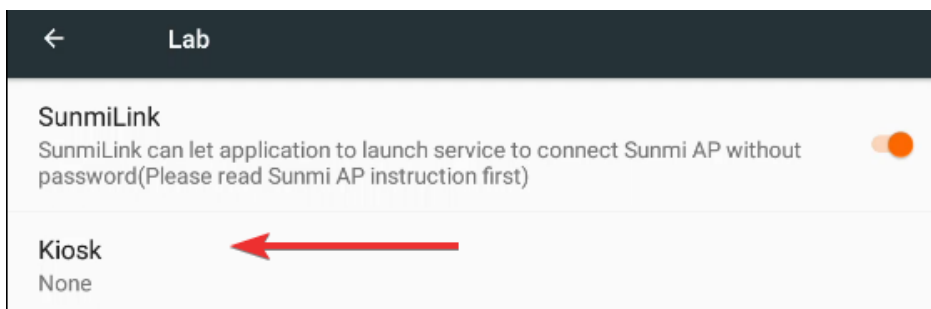 Lab
SunmiLink
SunmiLink can let application to launch service to connect Sunmi AP without
password(Please read Sunmi AP instruction first)
Kiosk
None